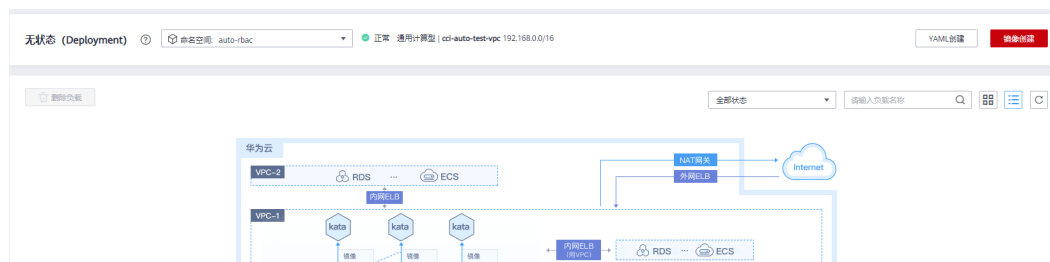 无状态（Deployment） 命名空间: auto-rbac 正常 通用计算型 | cci-auto-test-vpc 192.168.0.0/16 YAML创建 镜像创建
删除负载 全部状态 请输入负载名称
华为云
NAT网关
Internet
VPC-2 RDS ... ECS 外网ELB
内网ELB
VPC-1
kata kata kata
内网ELB
(同VPC)
RDS ... ECS
镜像 镜像 镜像